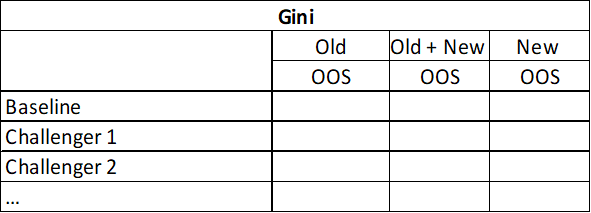 Gini
Old Old + New New
OOS OOS OOS
Baseline
Challenger 1
Challenger 2
...